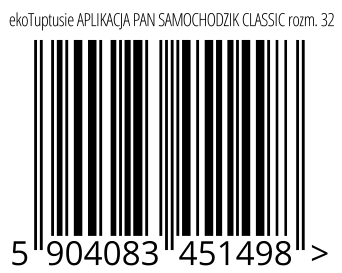 ekoTuptusie APLIKACJA PAN SAMOCHODZIK CLASSIC rozm. 32
5 904083 451498 >